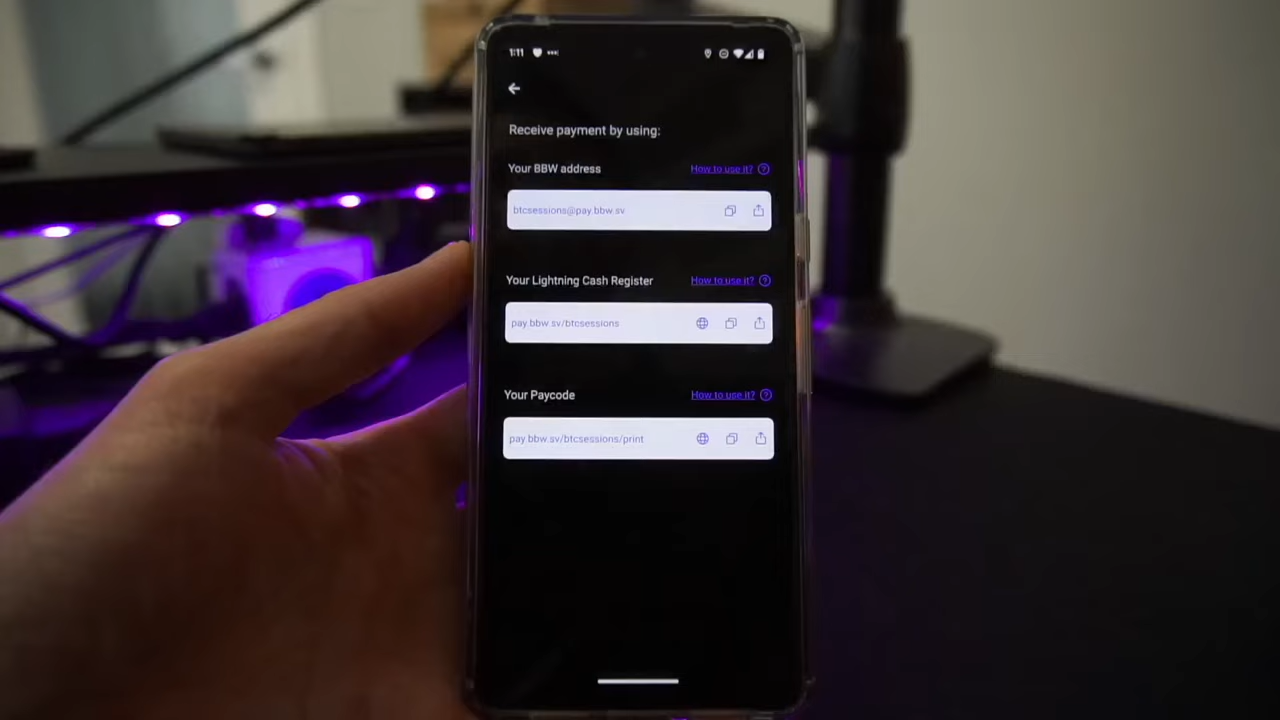 1:11
Receive payment by using:
Your BBW address
How to use it?
btcsessions@pay.bbw.sv
Your Lightning Cash Register
How to use it?
pay.bbw.sv/btcsessions
Your Paycode
How to use it?
pay.bbw.sv/btcsessions/print